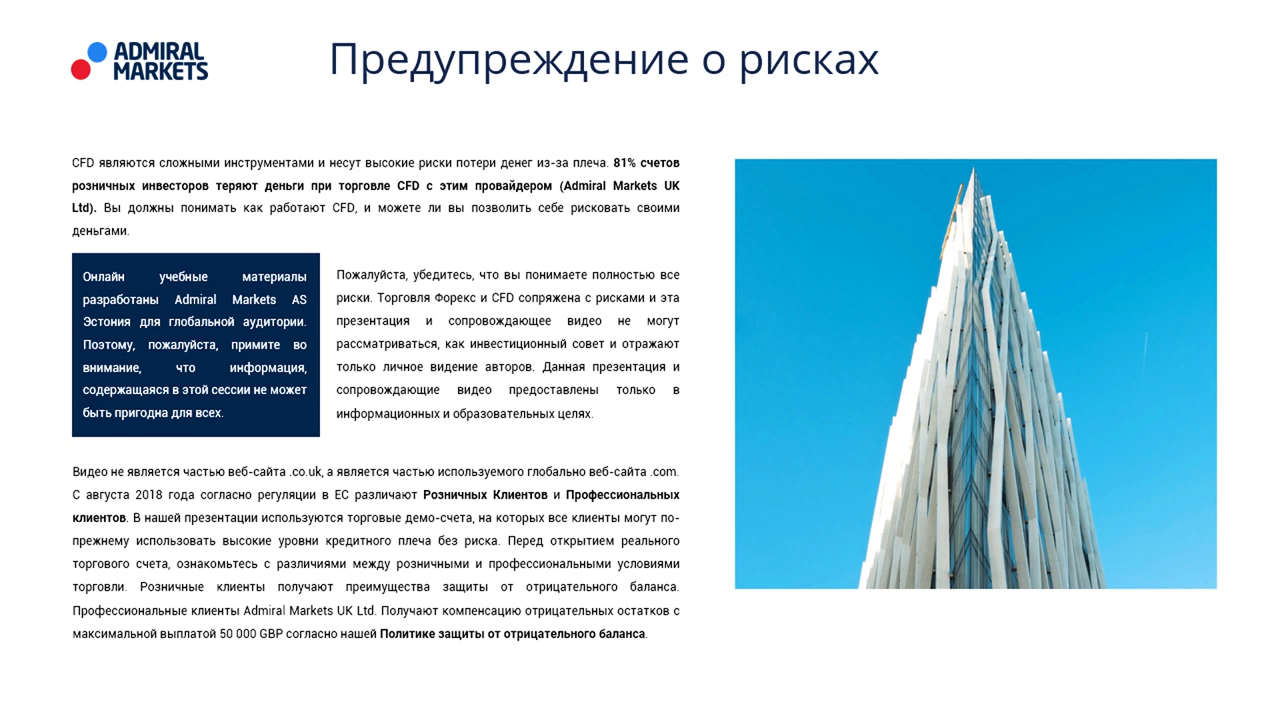 ADMIRAL
MARKETS
Предупреждение о рисках
CFD являются сложными инструментами и несут высокие риски потери денег из-за плеча. 81% счетов
розничных инвесторов теряют деньги при торговле CFD с этим провайдером (Admiral Markets UK
Ltd). Вы должны понимать как работают CFD, и можете ли вы позволить себе рисковать своими
деньгами.
Онлайн учебные материалы
разработаны Admiral Markets AS
Эстония для глобальной аудитории.
Поэтому, пожалуйста, примите во
внимание, что информация,
содержащаяся в этой сессии не может
быть пригодна для всех.
Пожалуйста, убедитесь, что вы понимаете полностью все
риски. Торговля Форекс и CFD сопряжена с рисками и эта
презентация и сопровождающее видео не могут
рассматриваться, как инвестиционный совет и отражают
только личное видение авторов. Данная презентация и
сопровождающие видео предоставлены только в
информационных и образовательных целях.
Видео не является частью веб-сайта .co.uk, а является частью используемого глобально веб-сайта .com.
С августа 2018 года согласно регуляции в ЕС различают Розничных Клиентов и Профессиональных
клиентов. В нашей презентации используются торговые демо-счета, на которых все клиенты могут по-
прежнему использовать высокие уровни кредитного плеча без риска. Перед открытием реального
торгового счета, ознакомьтесь с различиями между розничными и профессиональными условиями
торговли. Розничные клиенты получают преимущества защиты от отрицательного баланса.
Профессиональные клиенты Admiral Markets UK Ltd. Получают компенсацию отрицательных остатков с
максимальной выплатой 50 000 GBP согласно нашей Политике защиты от отрицательного баланса.